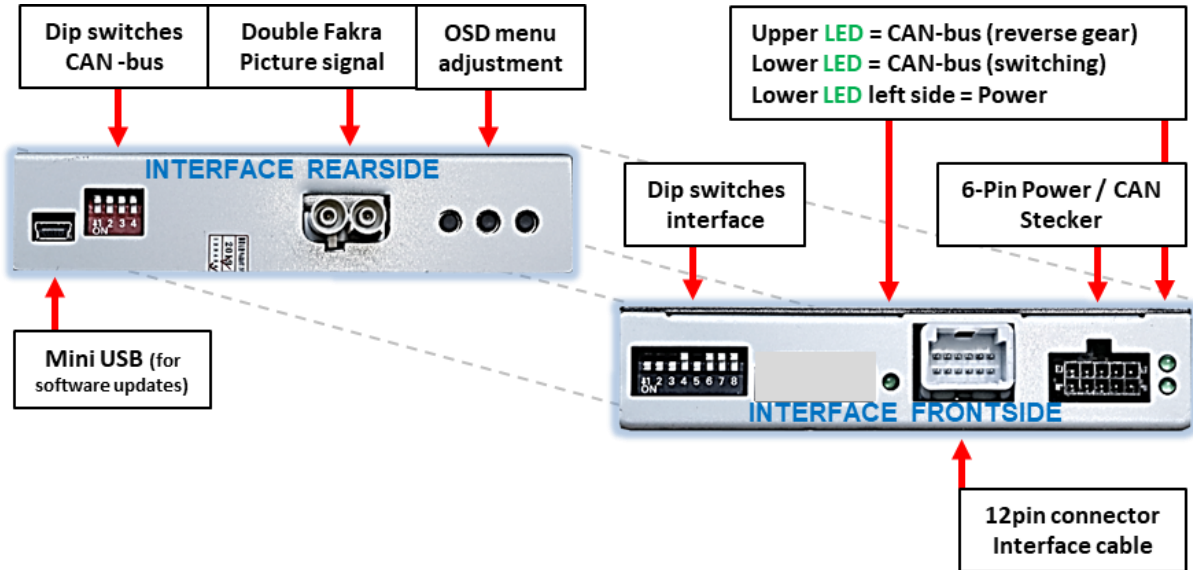 Dip switches
CAN -bus
Double Fakra
Picture signal
OSD menu
adjustment
Upper LED = CAN-bus (reverse gear)
Lower LED = CAN-bus (switching)
Lower LED left side = Power
INTERFACE REARSIDE
1 2 3 4
ON
Dip switches
interface
6-Pin Power / CAN
Stecker
Mini USB (for
software updates)
1 2 3 4 5 6 7 8
ON
INTERFACE FRONTSIDE
12pin connector
Interface cable